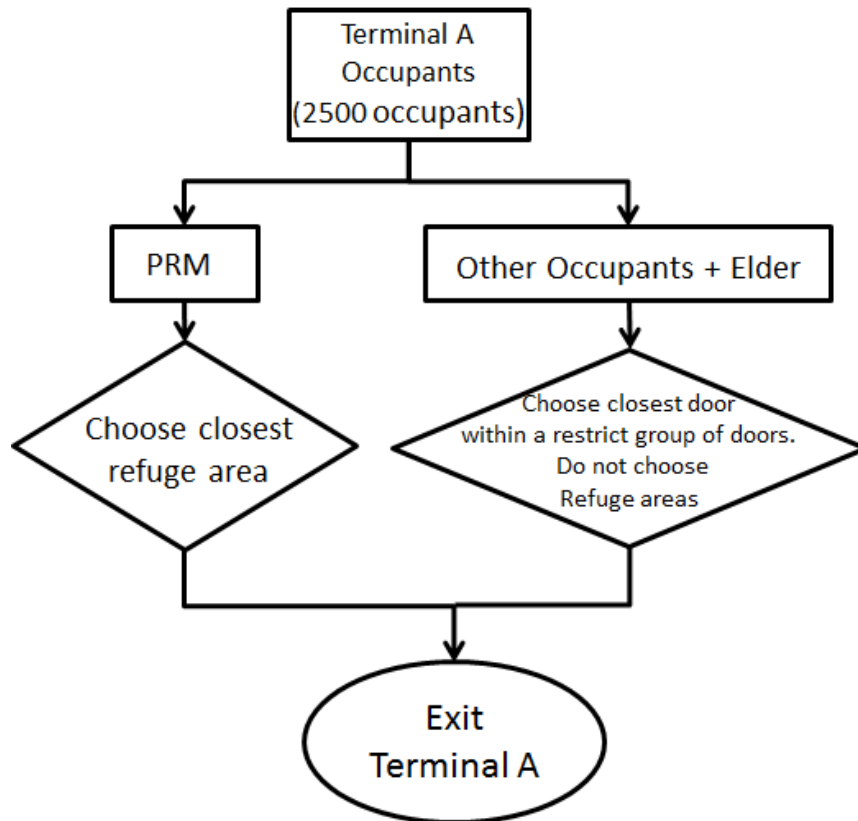 Terminal A
Occupants
(2500 occupants)
PRM
Other Occupants + Elder
Choose closest
refuge area
Choose closest door
within a restrict group of doors.
Do not choose
Refuge areas
Exit
Terminal A